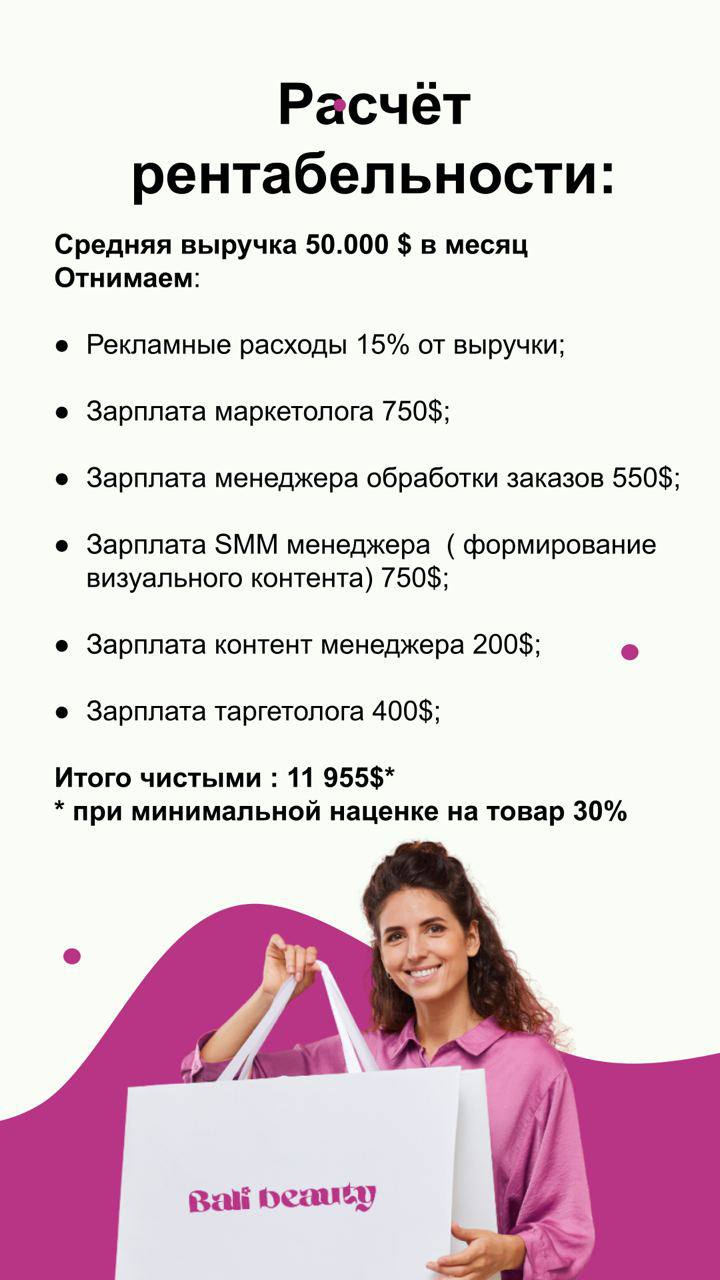 Расчёт
рентабельности:
Средняя выручка 50.000 $ в месяц
Отнимаем:
● Рекламные расходы 15% от выручки;
● Зарплата маркетолога 750$;
● Зарплата менеджера обработки заказов 550$;
● Зарплата SMM менеджера ( формирование
визуального контента) 750$;
● Зарплата контент менеджера 200$;
● Зарплата таргетолога 400$;
Итого чистыми : 11 955$*
* при минимальной наценке на товар 30%
Bali beauty